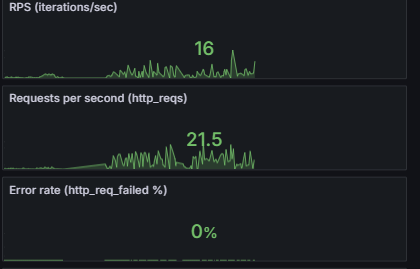 RPS (iterations/sec)
16
Requests per second (http_reqs)
21.5
Error rate (http_req_failed %)
0%